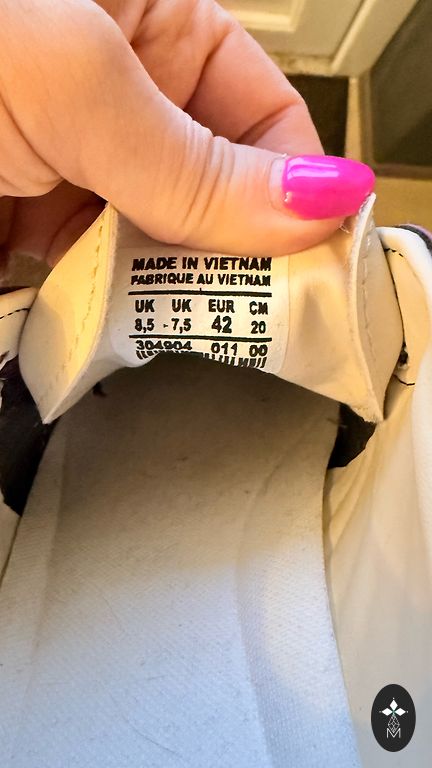 MADE IN VIETNAM
FABRIQUE AU VIETNAM
UK UK EUR CM
8,5 - 7,5 42 20
304904 011 00
M